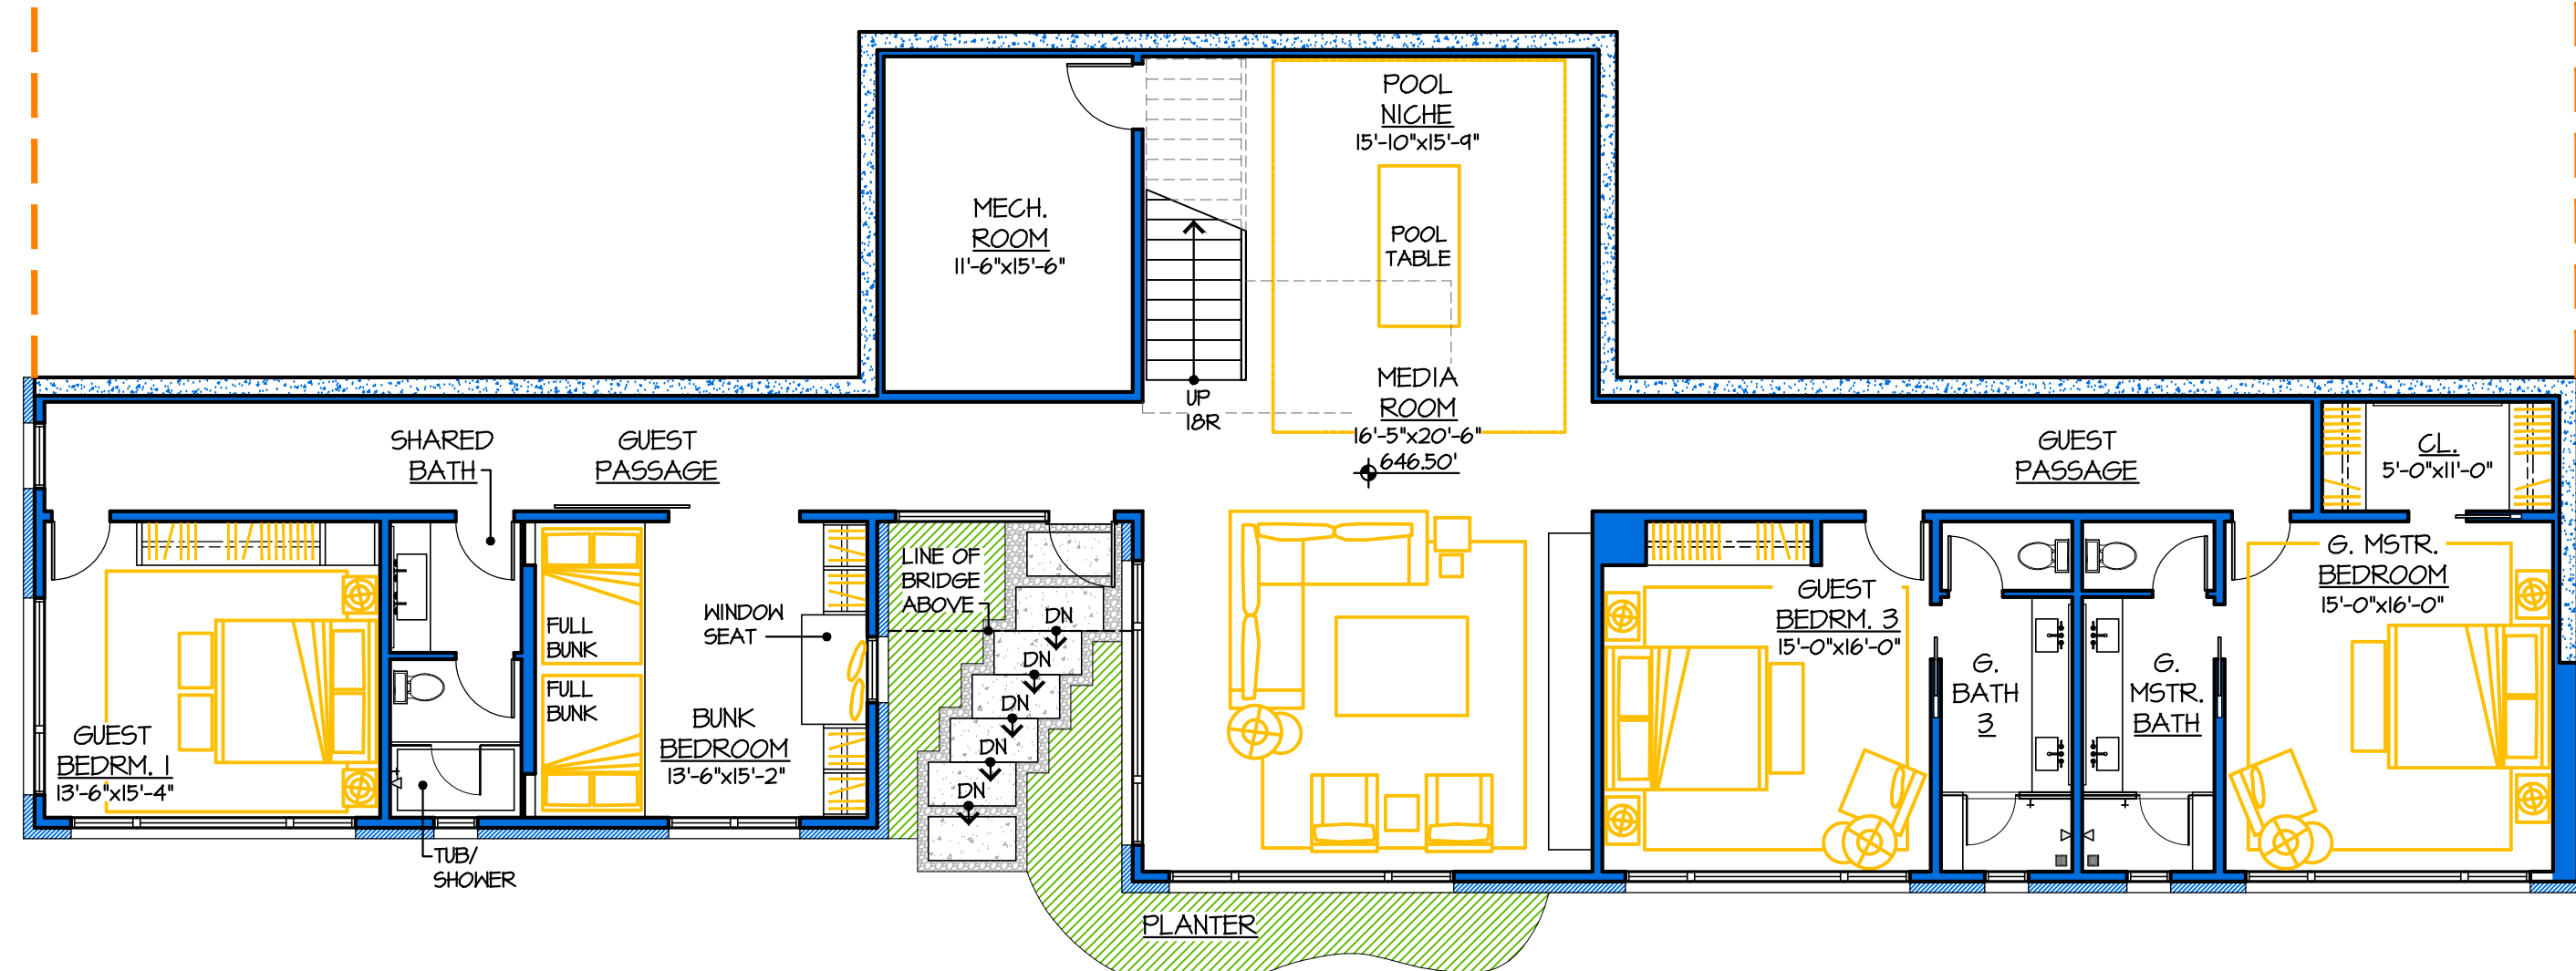 POOL
NICHE
15'-10"x15'-9"
POOL
TABLE
MECH.
ROOM
11'-6"x15'-6"
UP
18R
MEDIA
ROOM
16'-5"x20'-6"
646.50'
SHARED
BATH
GUEST
PASSAGE
GUEST
PASSAGE
CL.
5'-0"x11'-0"
LINE OF
BRIDGE
ABOVE
WINDOW
SEAT
FULL
BUNK
FULL
BUNK
BUNK
BEDROOM
13'-6"x15'-2"
GUEST
BEDRM. 1
13'-6"x15'-4"
TUB/
SHOWER
DN
DN
DN
DN
DN
GUEST
BEDRM. 3
15'-0"x16'-0"
G.
BATH
3
G.
MSTR.
BATH
G. MSTR.
BEDROOM
15'-0"x16'-0"
PLANTER